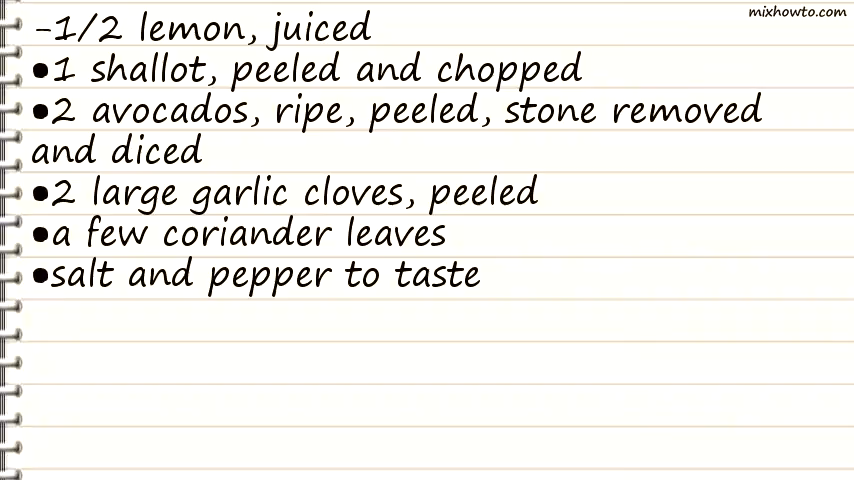 mixhowto.com
-1/2 lemon, juiced
●1 shallot, peeled and chopped
●2 avocados, ripe, peeled, stone removed
and diced
●2 large garlic cloves, peeled
●a few coriander leaves
●salt and pepper to taste